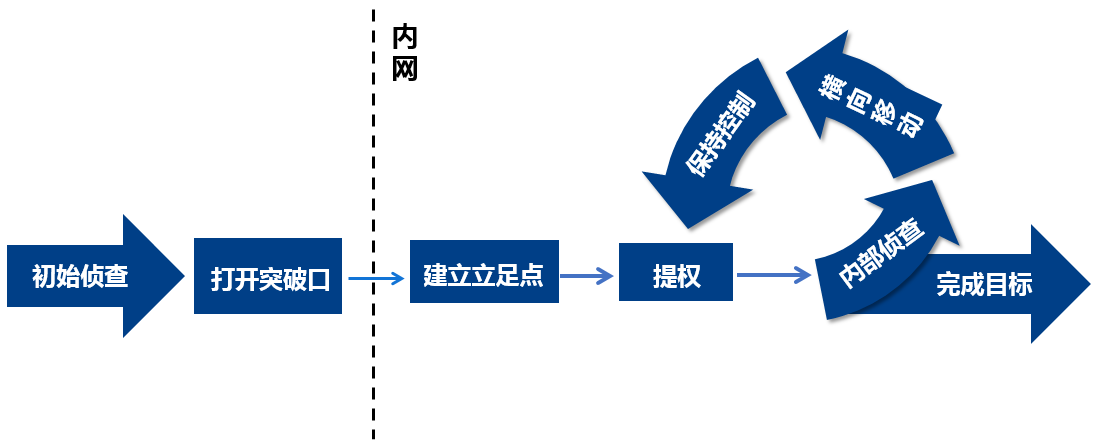 内
网
初始侦查
打开突破口
建立立足点
提权
内部侦查
横向移动
保持控制
完成目标